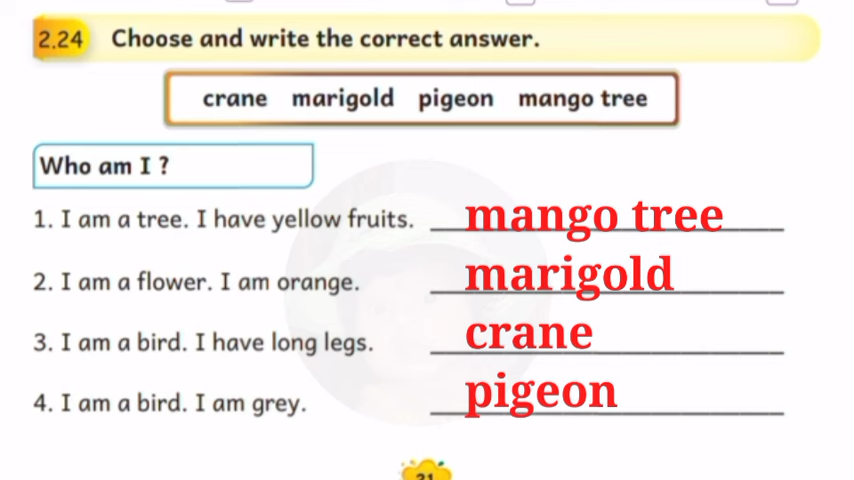 2.24 Choose and write the correct answer.
crane marigold pigeon mango tree
Who am I ?
1. I am a tree. I have yellow fruits. mango tree
2. I am a flower. I am orange. marigold
3. I am a bird. I have long legs. crane
4. I am a bird. I am grey. pigeon
21